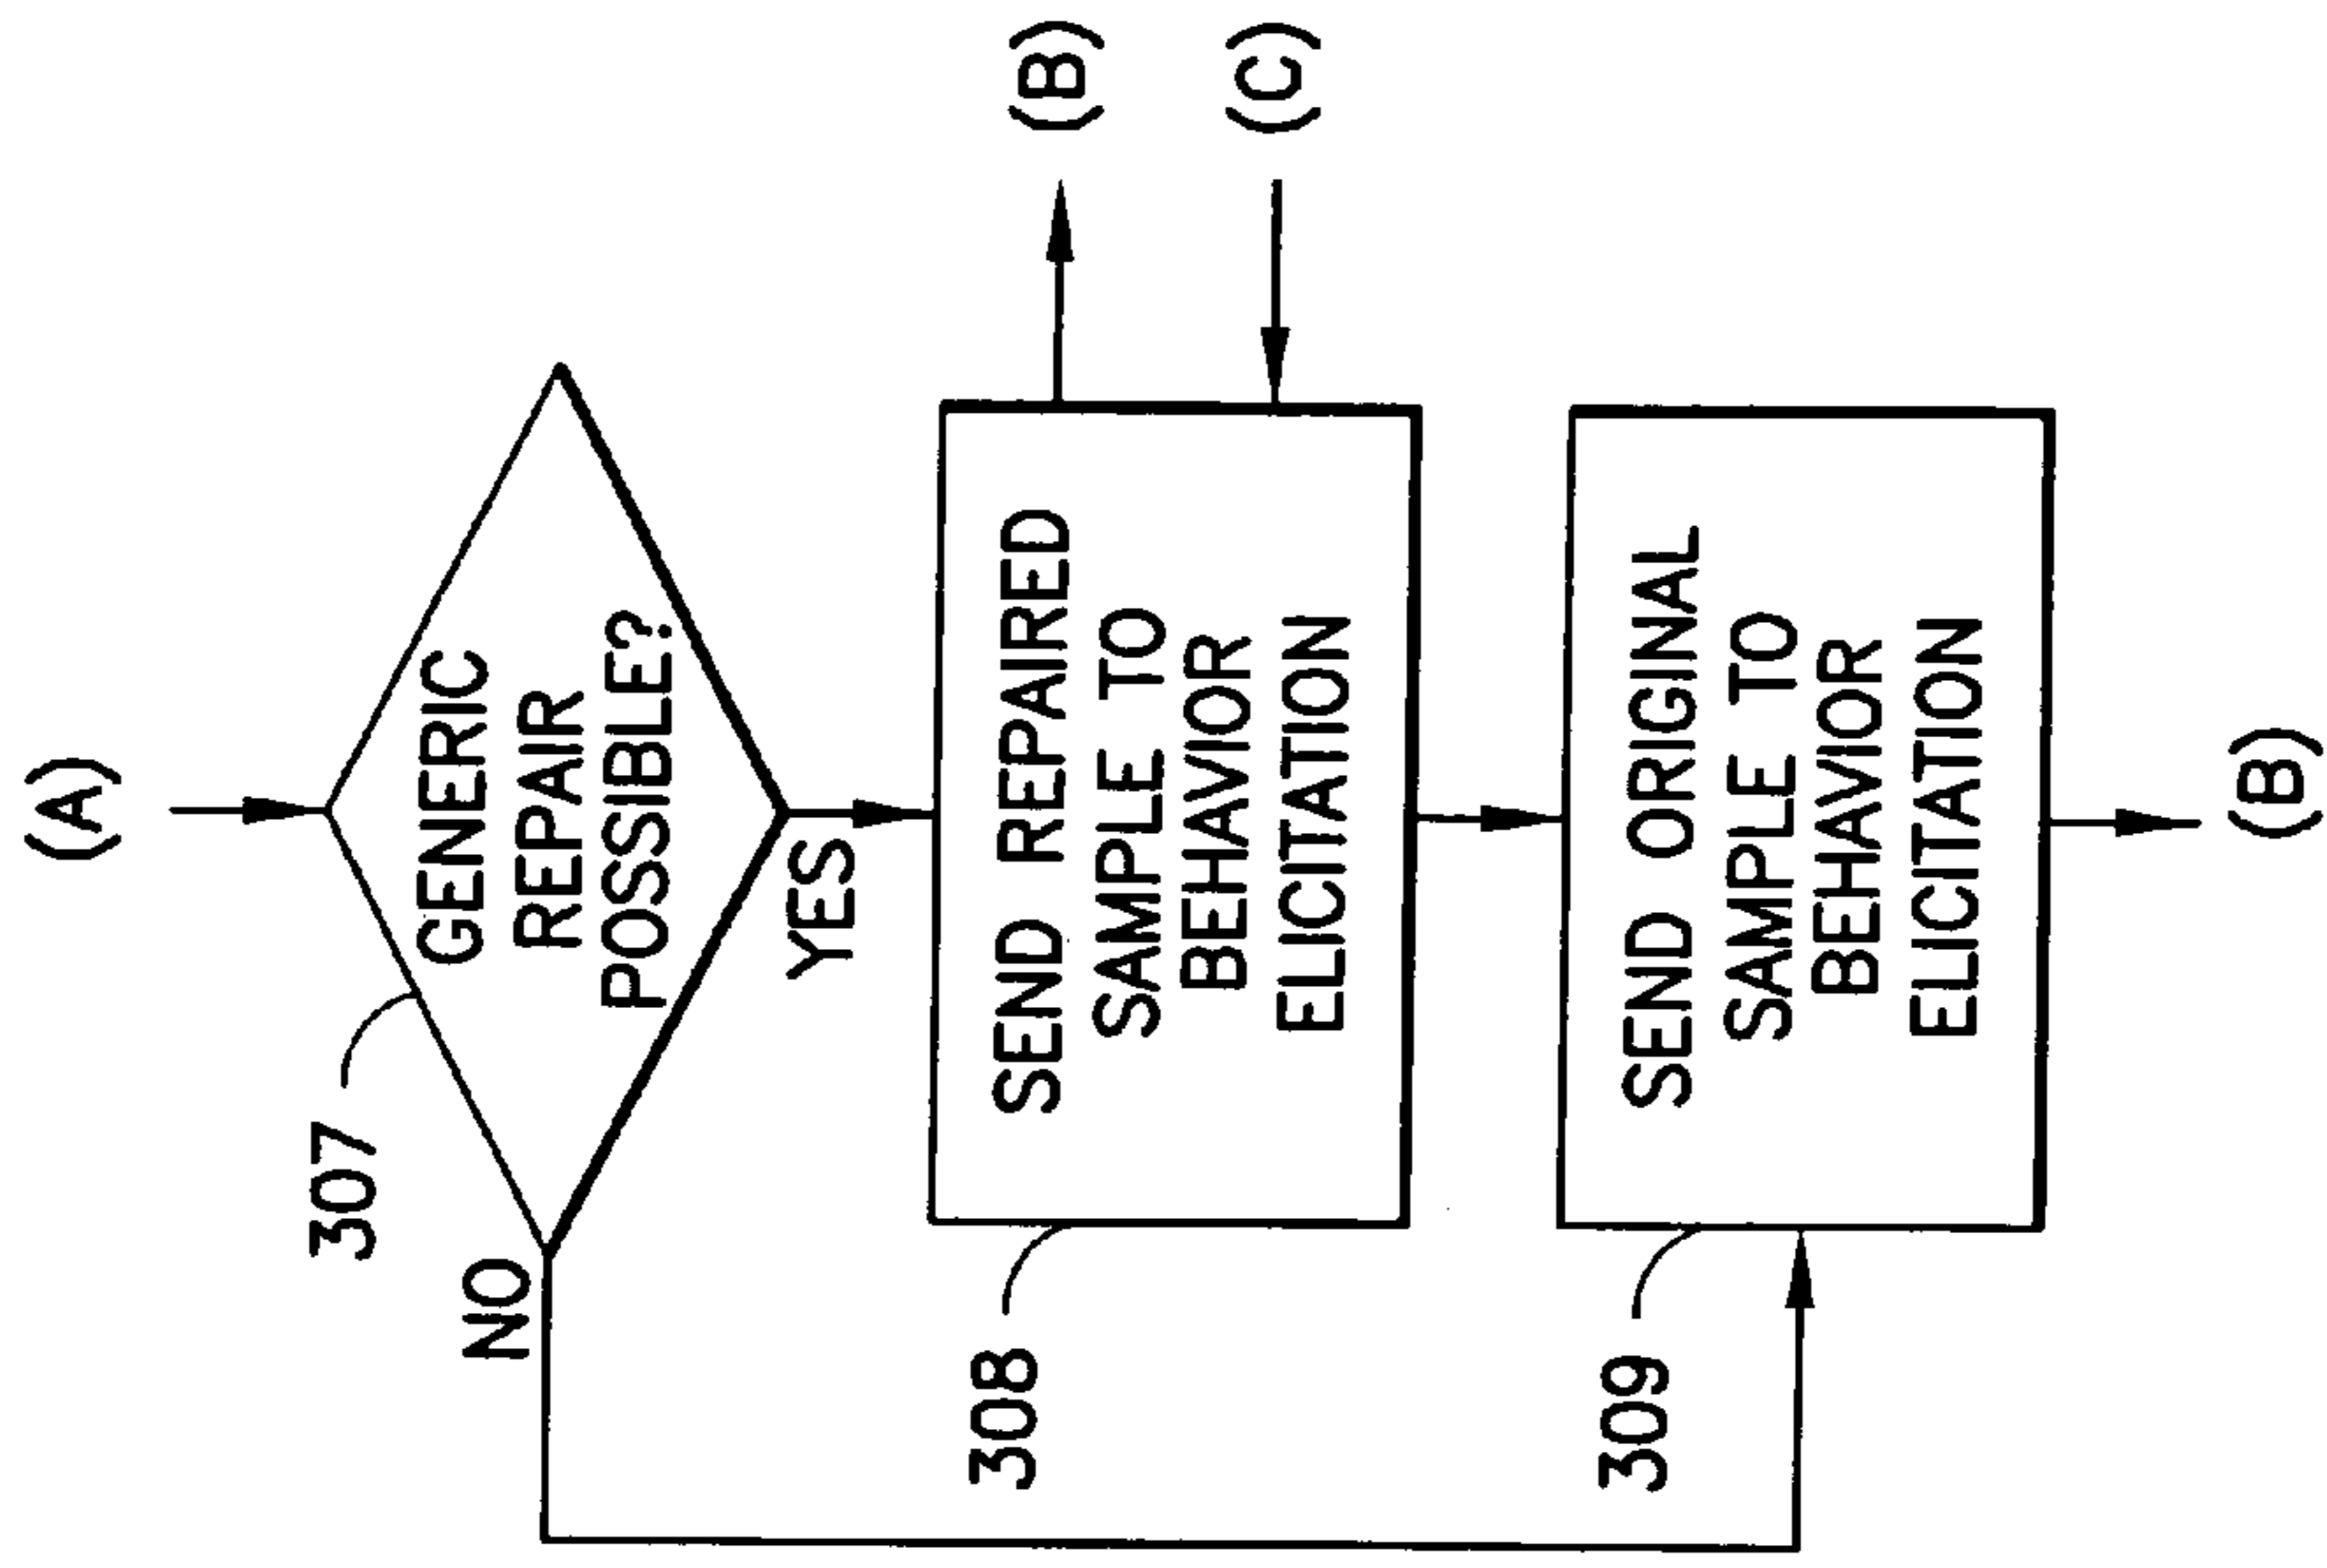 (A)
307
GENERIC
REPAIR
POSSIBLE?
NO
YES
308
SEND REPAIRED
SAMPLE TO
BEHAVIOR
ELICITATION
(B)
(C)
309
SEND ORIGINAL
SAMPLE TO
BEHAVIOR
ELICITATION
(B)